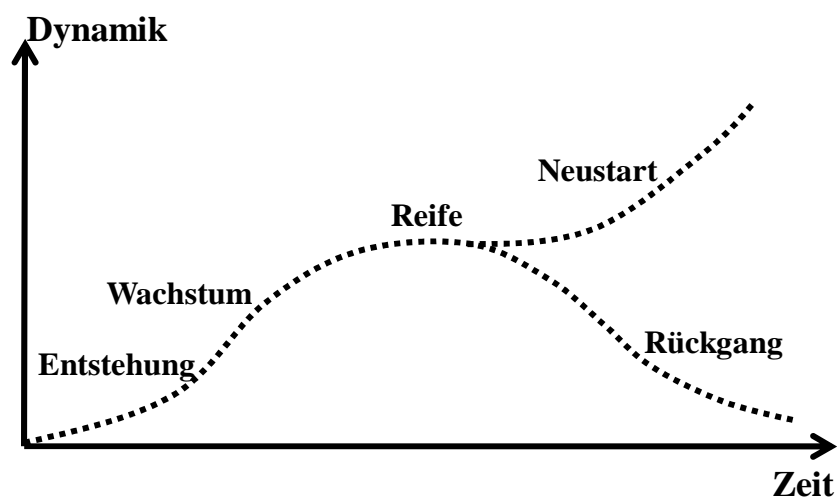 Dynamik
Neustart
Reife
Wachstum
Rückgang
Entstehung
Zeit